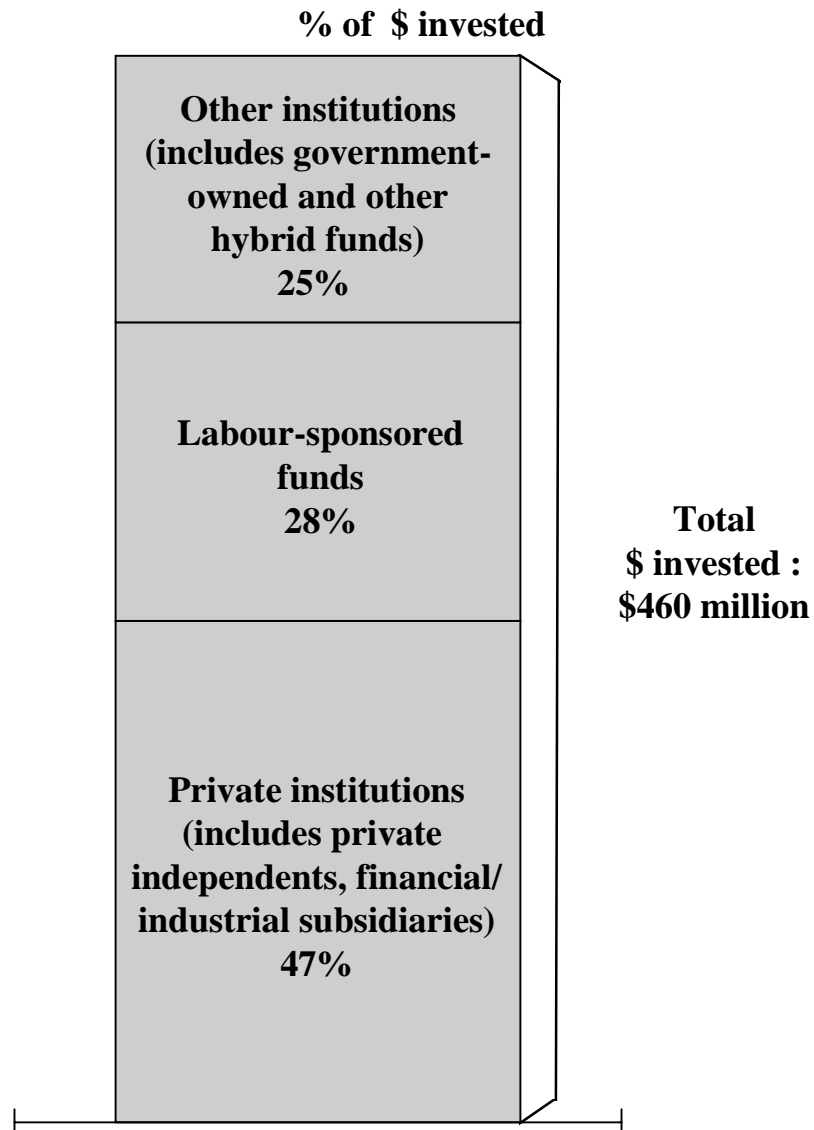 % of $ invested
Other institutions
(includes government-
owned and other
hybrid funds)
25%
Labour-sponsored
funds
28%
Total
$ invested :
$460 million
Private institutions
(includes private
independents, financial/
industrial subsidiaries)
47%